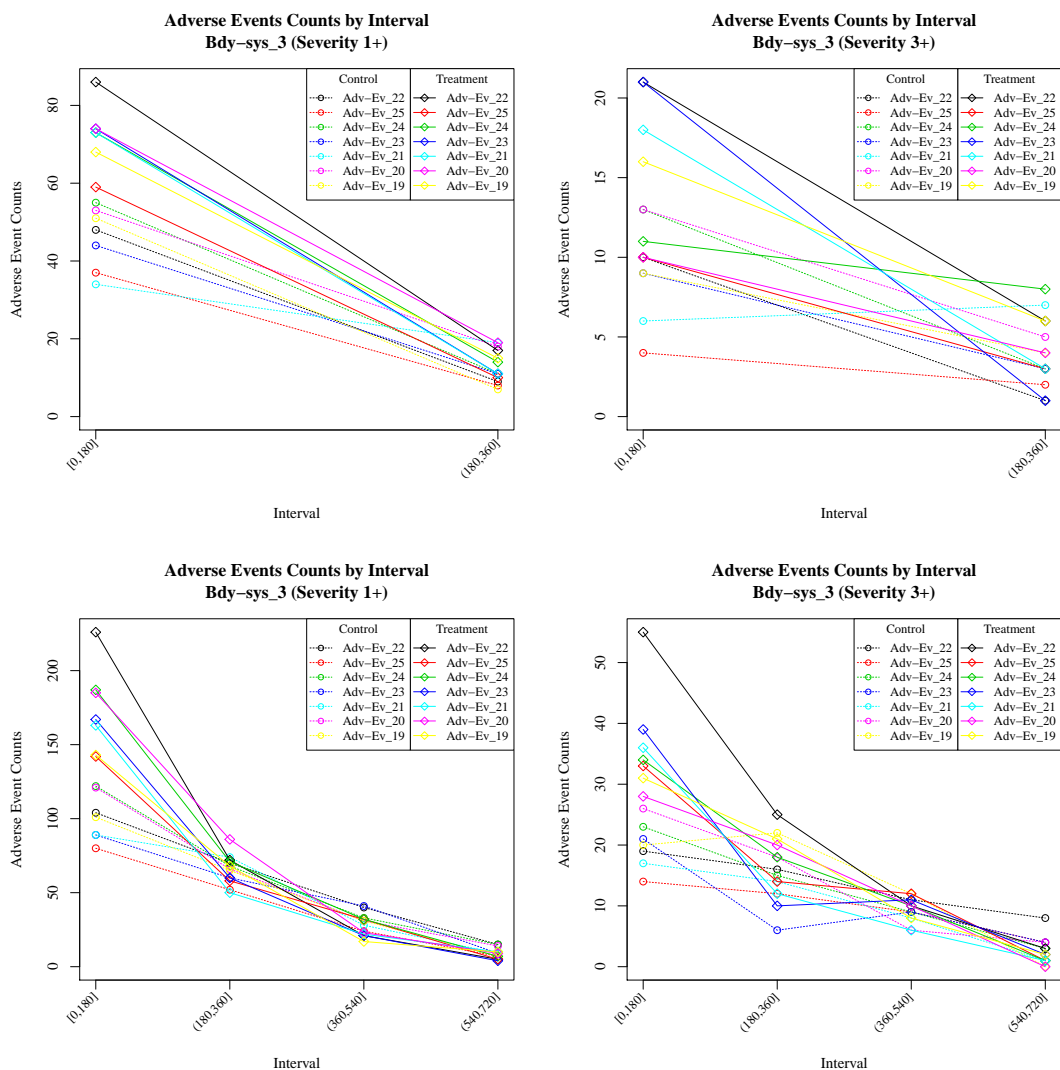 Adverse Events Counts by Interval
Bdy−sys_3 (Severity 1+)
Adverse Event Counts
0
20
40
60
80
Control Treatment
Adv−Ev_22 Adv−Ev_22
Adv−Ev_25 Adv−Ev_25
Adv−Ev_24 Adv−Ev_24
Adv−Ev_23 Adv−Ev_23
Adv−Ev_21 Adv−Ev_21
Adv−Ev_20 Adv−Ev_20
Adv−Ev_19 Adv−Ev_19
[0,180]
(180,360]
Interval
Adverse Events Counts by Interval
Bdy−sys_3 (Severity 3+)
Adverse Event Counts
0
5
10
15
20
Control Treatment
Adv−Ev_22 Adv−Ev_22
Adv−Ev_25 Adv−Ev_25
Adv−Ev_24 Adv−Ev_24
Adv−Ev_23 Adv−Ev_23
Adv−Ev_21 Adv−Ev_21
Adv−Ev_20 Adv−Ev_20
Adv−Ev_19 Adv−Ev_19
[0,180]
(180,360]
Interval
Adverse Events Counts by Interval
Bdy−sys_3 (Severity 1+)
Adverse Event Counts
0
50
100
150
200
Control Treatment
Adv−Ev_22 Adv−Ev_22
Adv−Ev_25 Adv−Ev_25
Adv−Ev_24 Adv−Ev_24
Adv−Ev_23 Adv−Ev_23
Adv−Ev_21 Adv−Ev_21
Adv−Ev_20 Adv−Ev_20
Adv−Ev_19 Adv−Ev_19
[0,180]
(180,360]
(360,540]
(540,720]
Interval
Adverse Events Counts by Interval
Bdy−sys_3 (Severity 3+)
Adverse Event Counts
0
10
20
30
40
50
Control Treatment
Adv−Ev_22 Adv−Ev_22
Adv−Ev_25 Adv−Ev_25
Adv−Ev_24 Adv−Ev_24
Adv−Ev_23 Adv−Ev_23
Adv−Ev_21 Adv−Ev_21
Adv−Ev_20 Adv−Ev_20
Adv−Ev_19 Adv−Ev_19
[0,180]
(180,360]
(360,540]
(540,720]
Interval